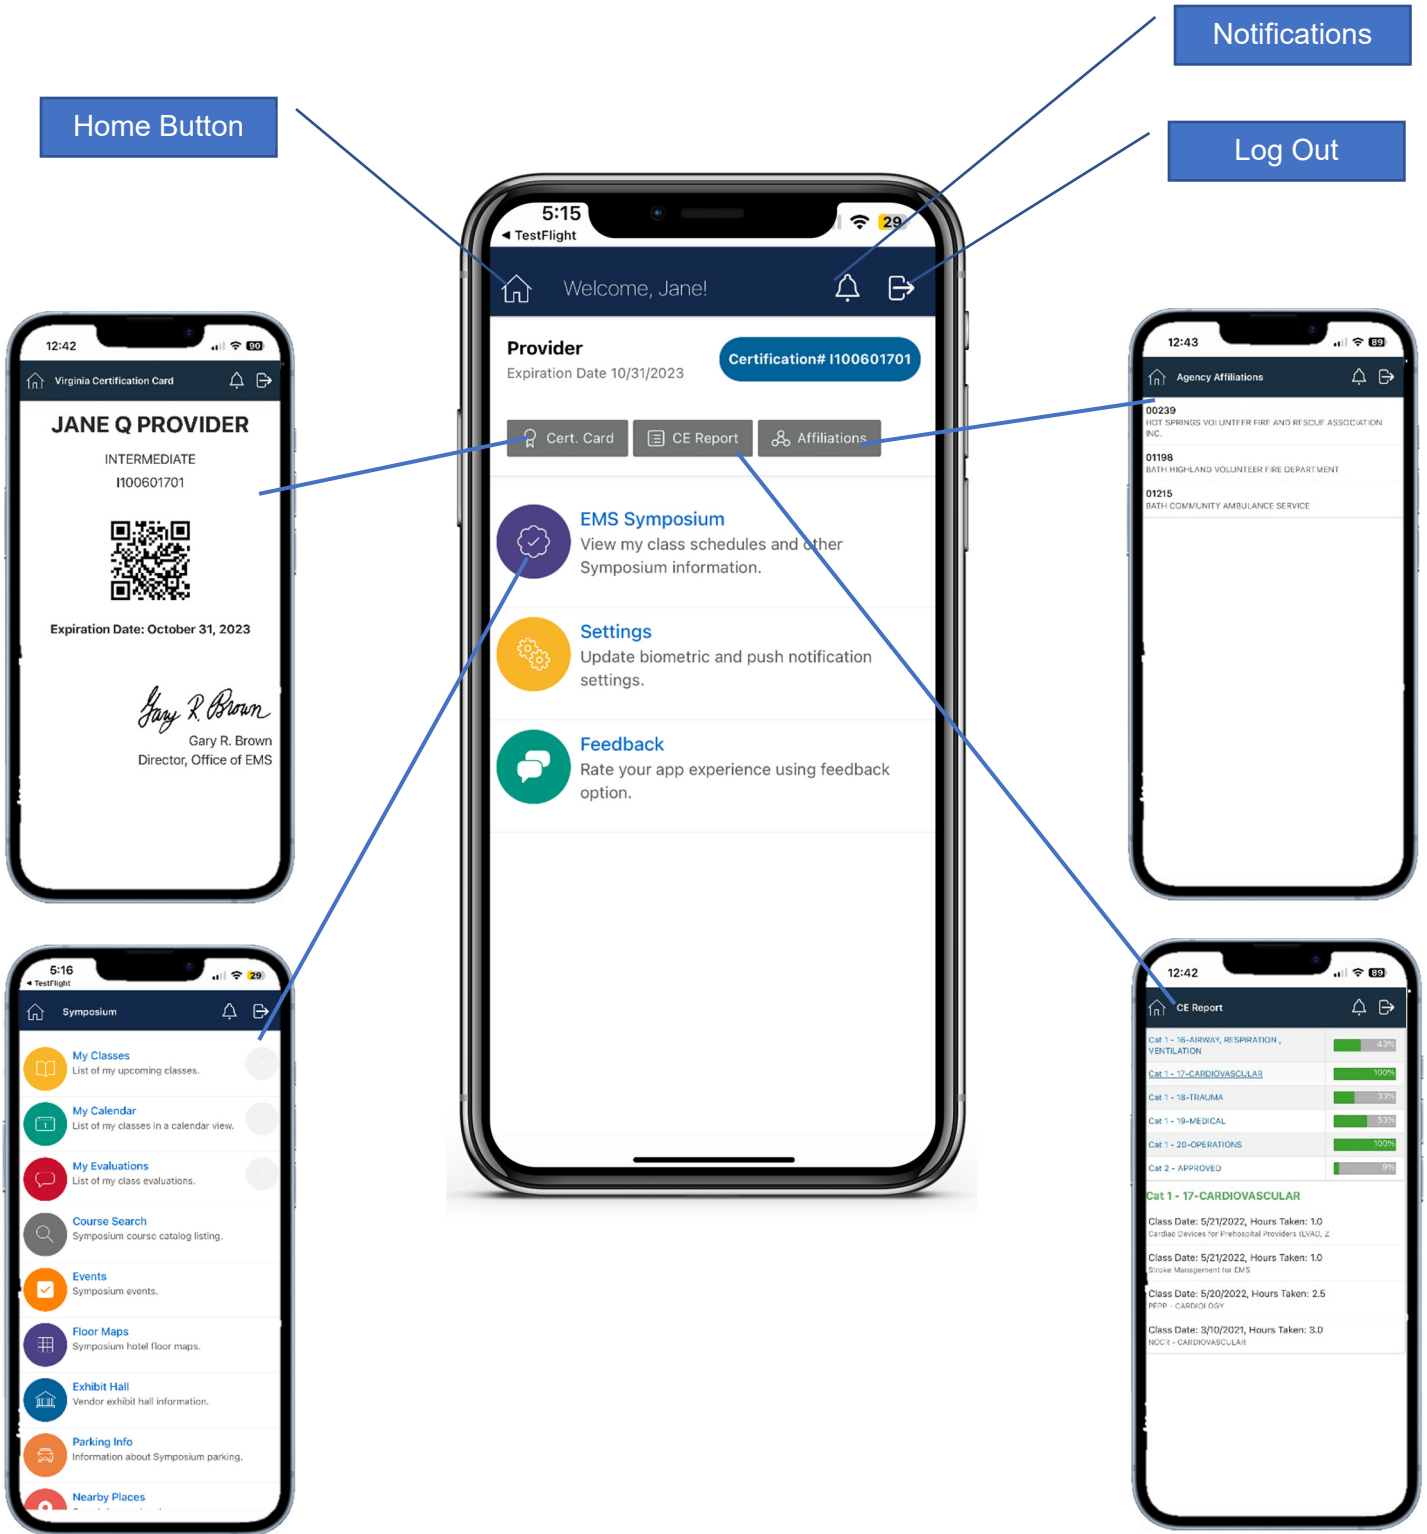 Notifications
Home Button
Log Out
5:15
29
◄ TestFlight
Welcome, Jane!
Provider
Expiration Date 10/31/2023
Certification# I100601701
Cert. Card
CE Report
Affiliations
EMS Symposium
View my class schedules and other
Symposium information.
Settings
Update biometric and push notification
settings.
Feedback
Rate your app experience using feedback
option.
12:42
90
Virginia Certification Card
JANE Q PROVIDER
INTERMEDIATE
I100601701
Expiration Date: October 31, 2023
Gary R. Brown
Gary R. Brown
Director, Office of EMS
12:43
89
Agency Affiliations
00239
HOT SPRINGS VOLUNTEER FIRE AND RESCUE ASSOCIATION
INC.
01198
BATH HIGHLAND VOLUNTEER FIRE DEPARTMENT
01215
BATH COMMUNITY AMBULANCE SERVICE
5:16
29
◄ TestFlight
Symposium
My Classes
List of my upcoming classes.
My Calendar
1
List of my classes in a calendar view.
My Evaluations
List of my class evaluations.
Course Search
Symposium course catalog listing.
Events
Symposium events.
Floor Maps
Symposium hotel floor maps.
Exhibit Hall
Vendor exhibit hall information.
Parking Info
Information about Symposium parking.
Nearby Places
12:42
89
CE Report
Cat 1 - 16-AIRWAY, RESPIRATION ,
VENTILATION
43%
Cat 1 - 17-CARDIOVASCULAR
100%
Cat 1 - 18-TRAUMA
33%
Cat 1 - 19-MEDICAL
53%
Cat 1 - 20-OPERATIONS
100%
Cat 2 - APPROVED
9%
Cat 1 - 17-CARDIOVASCULAR
Class Date: 5/21/2022, Hours Taken: 1.0
Cardiac Devices for Prehospital Providers (LVAD, Z
Class Date: 5/21/2022, Hours Taken: 1.0
Stroke Management for EMS
Class Date: 5/20/2022, Hours Taken: 2.5
PEPP - CARDIOLOGY
Class Date: 3/10/2021, Hours Taken: 3.0
NCCR - CARDIOVASCULAR